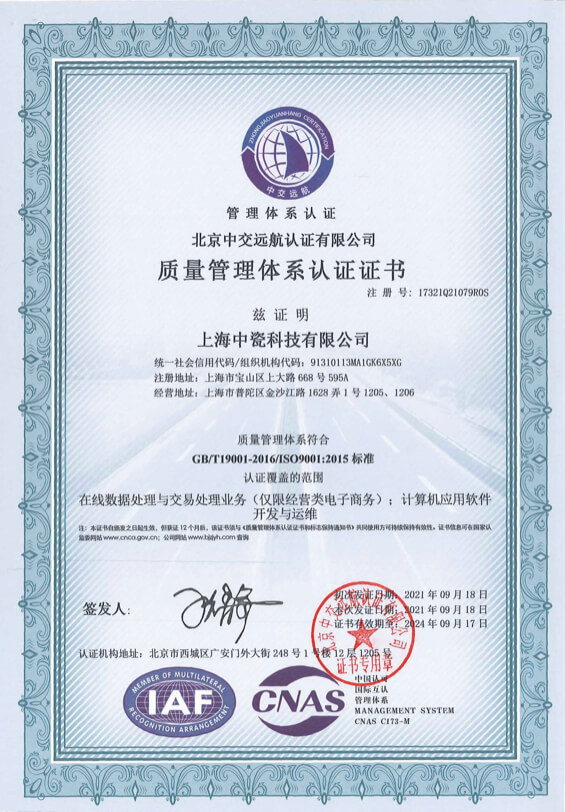 ZHONGJIAOYUANHANG CERTIFICATION
中交远航
管理体系认证
北京中交远航认证有限公司
质量管理体系认证证书
注 册 号: 17321Q21079R0S
兹 证 明
上海中瓷科技有限公司
统一社会信用代码/组织机构代码: 91310113MA1GK6X5XG
注册地址: 上海市宝山区上大路 668 号 595A
经营地址: 上海市普陀区金沙江路 1628 弄 1 号 1205、1206
质量管理体系符合
GB/T19001-2016/ISO9001:2015 标准
认证覆盖的范围
在线数据处理与交易处理业务（仅限经营类电子商务）; 计算机应用软件
开发与运维
注: 本证书自颁发之日起生效, 但获证 12 个月后, 该证书须与《质量管理体系认证证书和标志保持通知书》共同使用方可持续保持有效性。证书信息可在国家认
监委网站 www.cnca.gov.cn; 公司网站 www.bjzjyh.com 查询
签发人:
初次发证日期: 2021 年 09 月 18 日
本次发证日期: 2021 年 09 月 18 日
证书有效期至: 2024 年 09 月 17 日
北京中交远航认证有限公司
证书专用章
认证机构地址: 北京市西城区广安门外大街 248 号 1 号楼 12 层 1205 号
MEMBER OF MULTILATERAL
IAF
RECOGNITION ARRANGEMENT
CNAS
中国认可
国际互认
管理体系
MANAGEMENT SYSTEM
CNAS C173-M